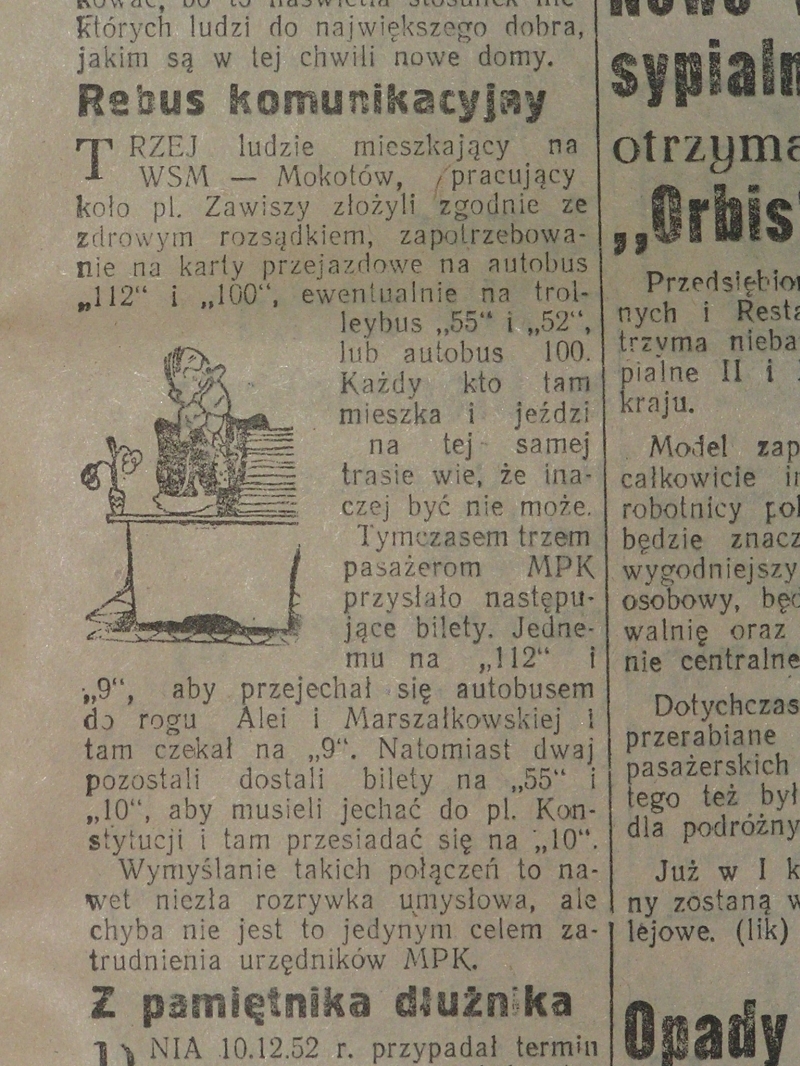 których ludzi do największego dobra,
jakim są w tej chwili nowe domy.
Rebus komunikacyjny
TRZEJ ludzie mieszkający na
WSM — Mokotów, pracujący
koło pl. Zawiszy złożyli zgodnie ze
zdrowym rozsądkiem, zapotrzebowa-
nie na karty przejazdowe na autobus
„112“ i „100“, ewentualnie na trol-
leybus „55“ i „52“,
lub autobus 100.
Każdy kto tam
mieszka i jeździ
na tej samej
trasie wie, że ina-
czej być nie może.
Tymczasem trzem
pasażerom MPK
przysłało następu-
jące bilety. Jedne-
mu na „112“ i
„9“, aby przejechał się autobusem
do rogu Alei i Marszałkowskiej i
tam czekał na „9“. Natomiast dwaj
pozostali dostali bilety na „55“ i
„10“, aby musieli jechać do pl. Kon-
stytucji i tam przesiadać się na „10“.
Wymyślanie takich połączeń to na-
wet niezła rozrywka umysłowa, ale
chyba nie jest to jedynym celem za-
trudnienia urzędników MPK.
Z pamiętnika dłużnika
DNIA 10.12.52 r. przypadał termin
sypialn
otrzyma
„Orbis“
Przedsiębior
nych i Resta
trzyma nieba
pialne II i
kraju.
Model zap
całkowicie in
robotnicy pol
będzie znacz
wygodniejszy
osobowy, będ
walnię oraz
nie centralne
Dotychczas
przerabiane
pasażerskich
tego też był
dla podróżny
Już w I k
ny zostaną w
lejowe. (lik)
Opady